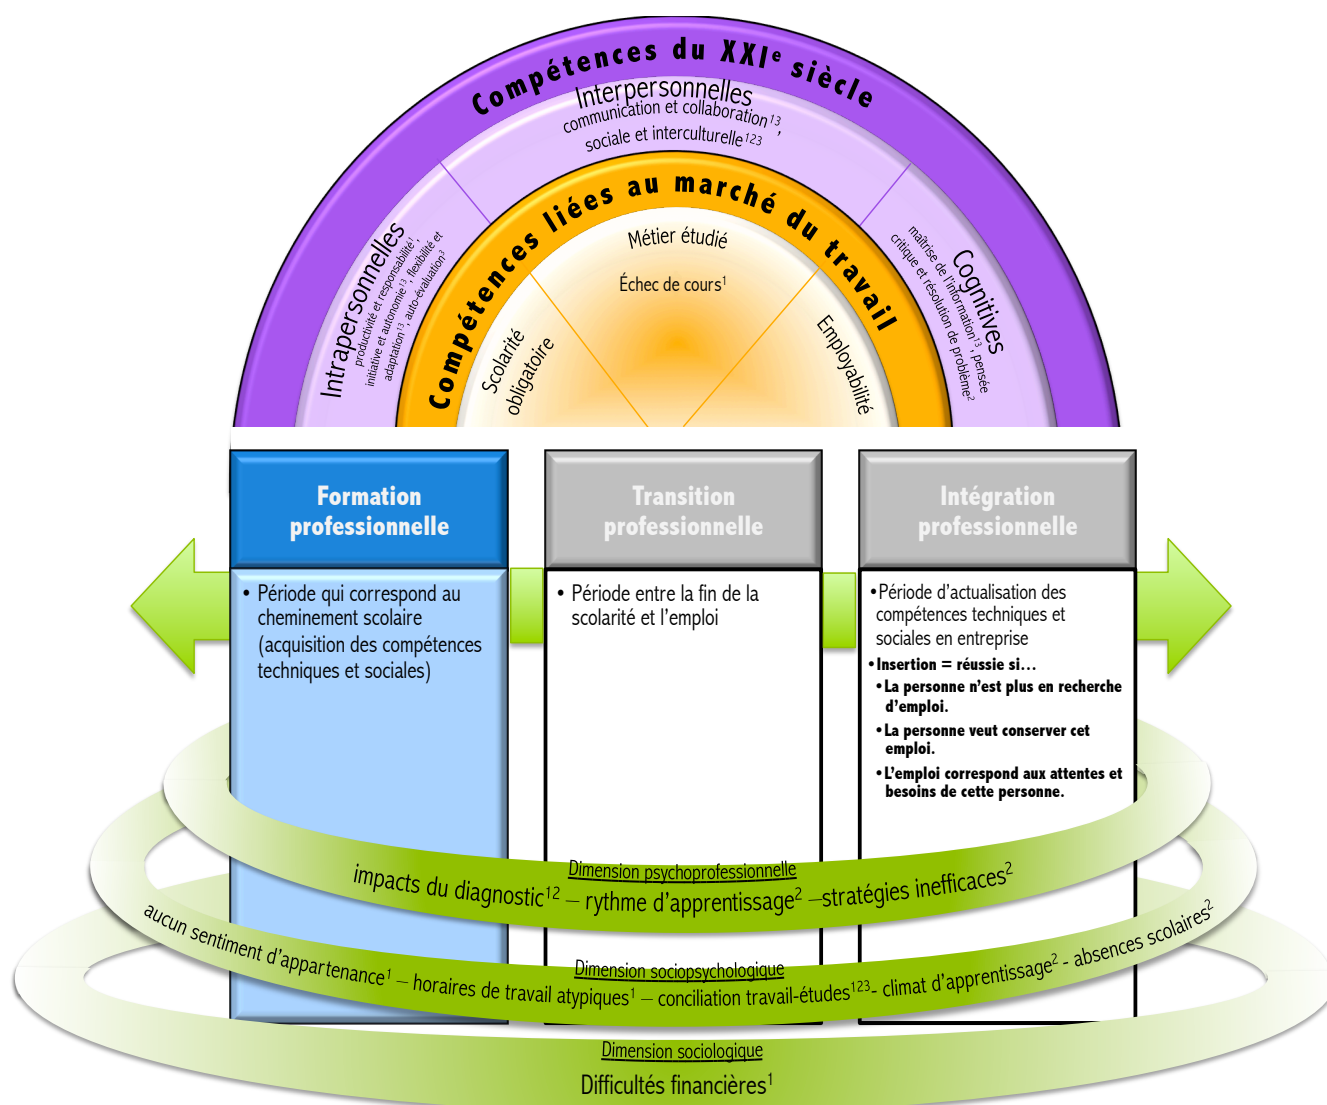 Compétences du XXIᵉ siècle
Interpersonnelles
communication et collaboration¹³,
sociale et interculturelle¹²³
Intrapersonnelles
productivité et responsabilité¹,
initiative et autonomie¹³, flexibilité et
adaptation¹³, auto-évaluation³
Cognitives
maîtrise de l'information¹³, pensée
critique et résolution de problème²
Compétences liées au marché du travail
Métier étudié
Échec de cours¹
Scolarité
obligatoire
Employabilité
Formation
professionnelle
• Période qui correspond au
cheminement scolaire
(acquisition des compétences
techniques et sociales)
Transition
professionnelle
• Période entre la fin de la
scolarité et l'emploi
Intégration
professionnelle
•Période d'actualisation des
compétences techniques et
sociales en entreprise
•Insertion = réussie si…
•La personne n'est plus en recherche
d'emploi.
•La personne veut conserver cet
emploi.
•L'emploi correspond aux attentes et
besoins de cette personne.
Dimension psychoprofessionnelle
impacts du diagnostic¹² – rythme d'apprentissage² –stratégies inefficaces²
Dimension sociopsychologique
aucun sentiment d'appartenance¹ – horaires de travail atypiques¹ – conciliation travail-études¹²³- climat d'apprentissage² - absences scolaires²
Dimension sociologique
Difficultés financières¹